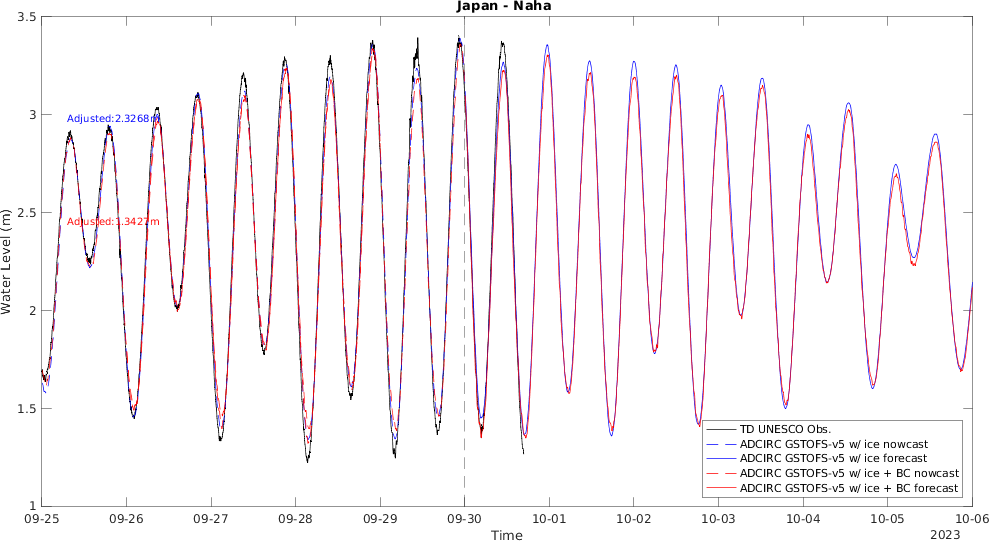 Japan - Naha
3.5
3
2.5
2
1.5
1
Water Level (m)
Adjusted:2.3268m
Adjusted:1.3427m
TD UNESCO Obs.
ADCIRC GSTOFS-v5 w/ ice nowcast
ADCIRC GSTOFS-v5 w/ ice forecast
ADCIRC GSTOFS-v5 w/ ice + BC nowcast
ADCIRC GSTOFS-v5 w/ ice + BC forecast
09-25 09-26 09-27 09-28 09-29 09-30 10-01 10-02 10-03 10-04 10-05 10-06
Time
2023